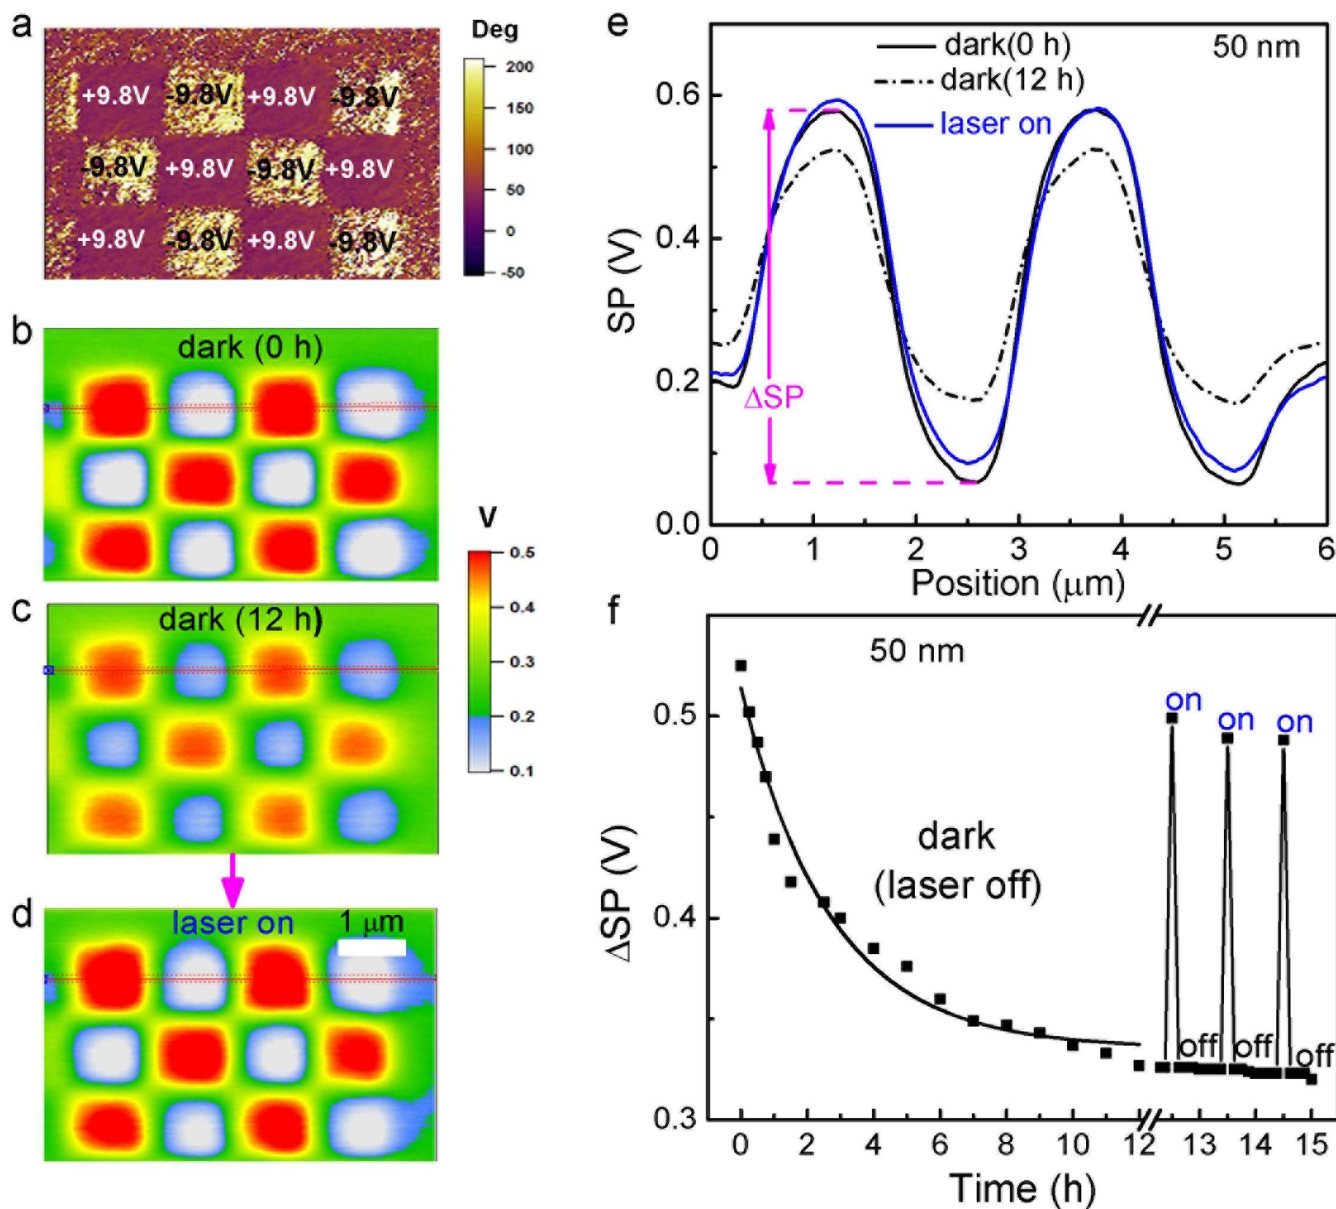 a
Deg
200
150
100
50
0
-50
+9.8V -9.8V +9.8V -9.8V
-9.8V +9.8V -9.8V +9.8V
+9.8V -9.8V +9.8V -9.8V
b
dark (0 h)
c
dark (12 h)
V
0.5
0.4
0.3
0.2
0.1
d
laser on
1 μm
e
dark(0 h)
dark(12 h)
laser on
50 nm
ΔSP
SP (V)
0.6
0.4
0.2
0.0
0 1 2 3 4 5 6
Position (μm)
f
50 nm
on on on
dark
(laser off)
off off off
ΔSP (V)
0.5
0.4
0.3
0 2 4 6 8 10 12 13 14 15
Time (h)